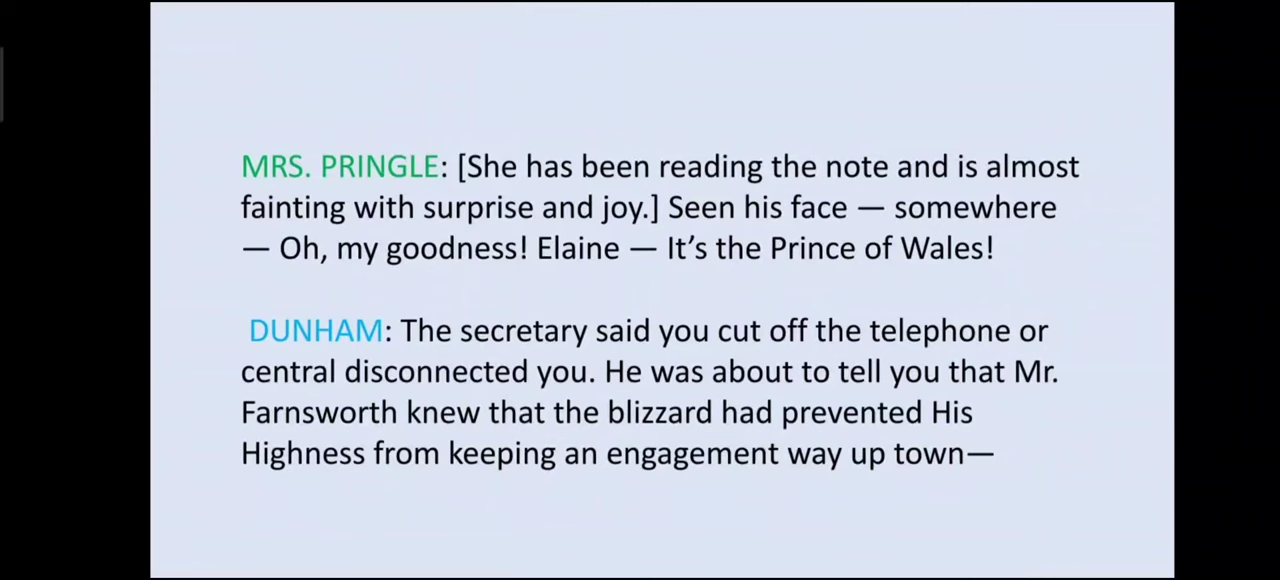 MRS. PRINGLE: [She has been reading the note and is almost
fainting with surprise and joy.] Seen his face — somewhere
— Oh, my goodness! Elaine — It’s the Prince of Wales!
DUNHAM: The secretary said you cut off the telephone or
central disconnected you. He was about to tell you that Mr.
Farnsworth knew that the blizzard had prevented His
Highness from keeping an engagement way up town—